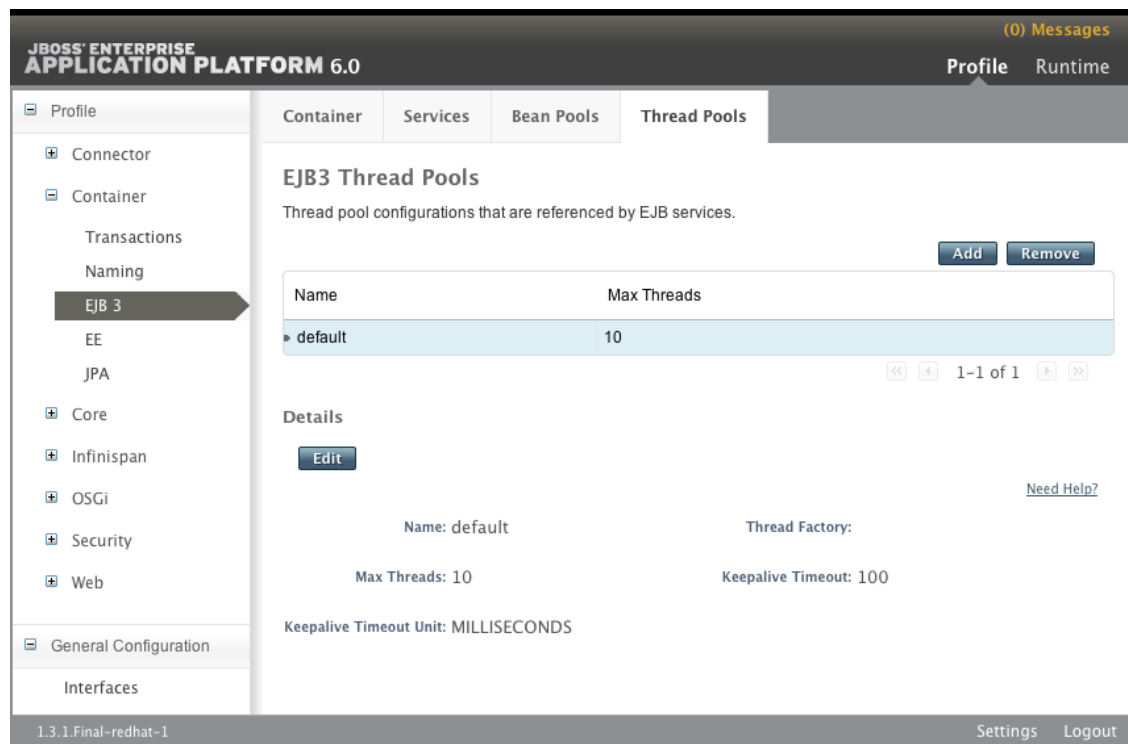 (0) Messages
JBOSS' ENTERPRISE
APPLICATION PLATFORM 6.0
Profile Runtime
Profile
Connector
Container
Transactions
Naming
EJB 3
EE
JPA
Core
Infinispan
OSGi
Security
Web
General Configuration
Interfaces
Container Services Bean Pools Thread Pools
EJB3 Thread Pools
Thread pool configurations that are referenced by EJB services.
Add Remove
Name Max Threads
default 10
1-1 of 1
Details
Edit
Need Help?
Name: default Thread Factory:
Max Threads: 10 Keepalive Timeout: 100
Keepalive Timeout Unit: MILLISECONDS
1.3.1.Final-redhat-1
Settings Logout